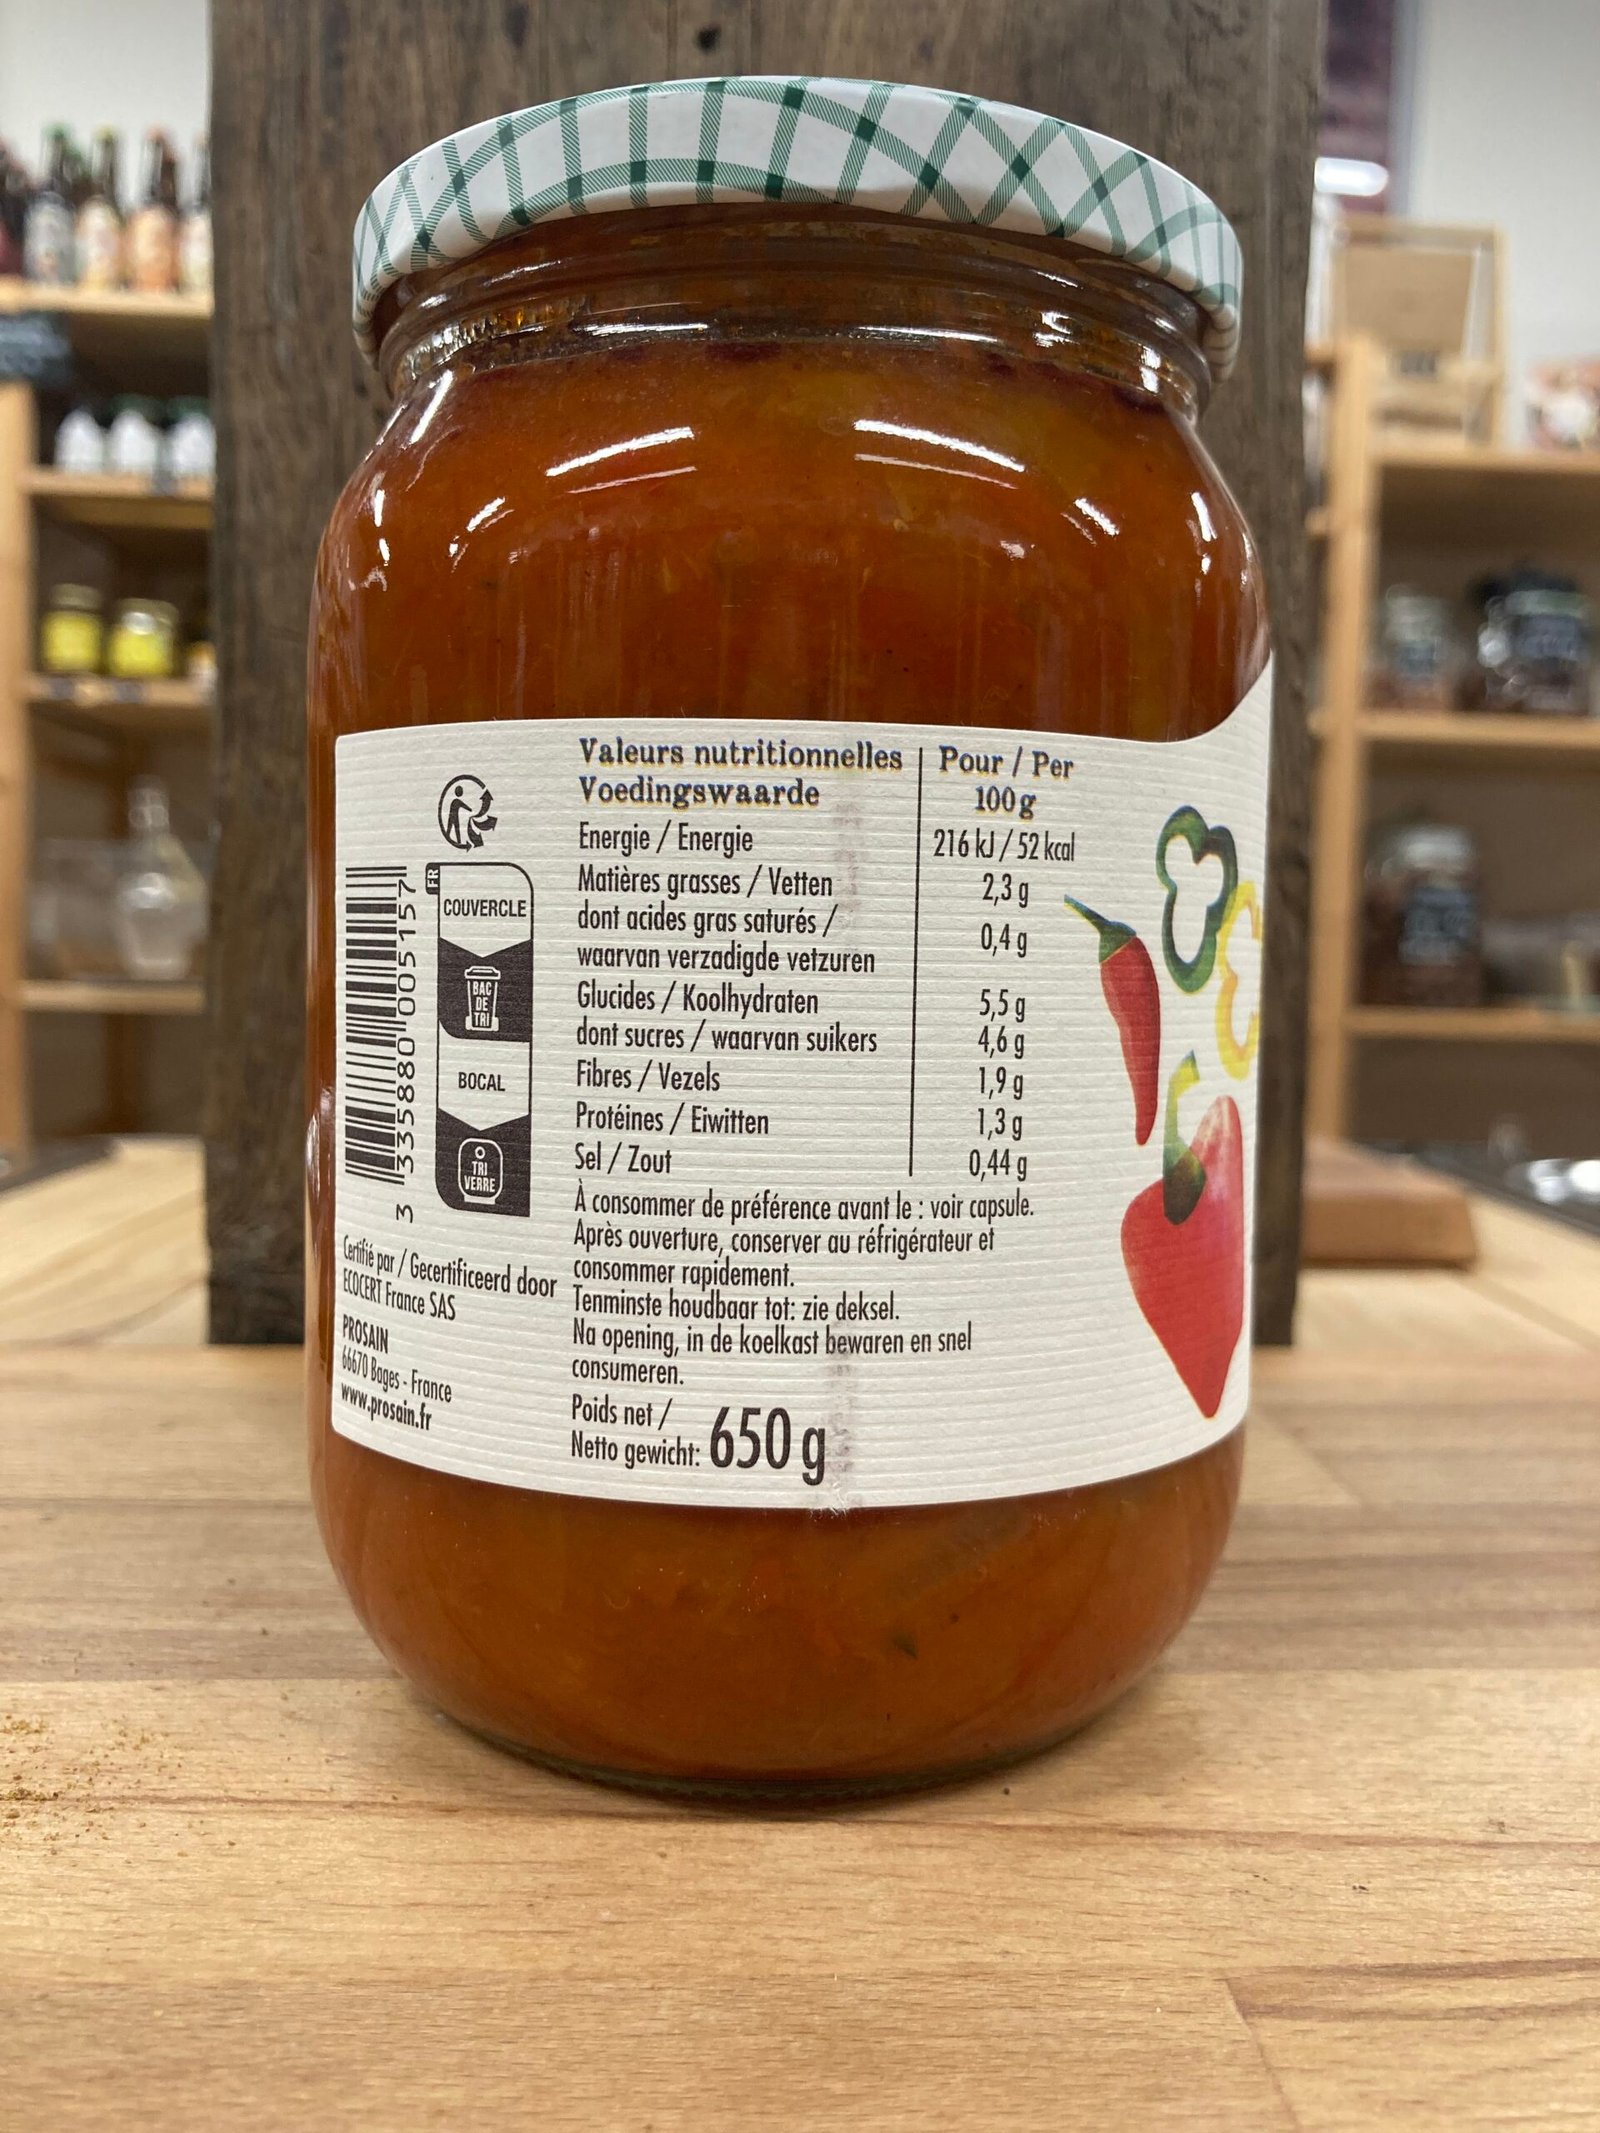 Valeurs nutritionnelles Pour / Per
Voedingswaarde 100 g
Energie / Energie 216 kJ / 52 kcal
Matières grasses / Vetten 2,3 g
dont acides gras saturés /
waarvan verzadigde vetzuren 0,4 g
Glucides / Koolhydraten 5,5 g
dont sucres / waarvan suikers 4,6 g
Fibres / Vezels 1,9 g
Protéines / Eiwitten 1,3 g
Sel / Zout 0,44 g
À consommer de préférence avant le : voir capsule.
Après ouverture, conserver au réfrigérateur et
consommer rapidement.
Tenminste houdbaar tot: zie deksel.
Na opening, in de koelkast bewaren en snel
consumeren.
Poids net /
Netto gewicht: 650 g
FR
COUVERCLE
BAC
DE
TRI
BOCAL
TRI
VERRE
3 335880 005157
Certifié par / Gecertificeerd door
ECOCERT France SAS
PROSAIN
66670 Bages - France
www.prosain.fr